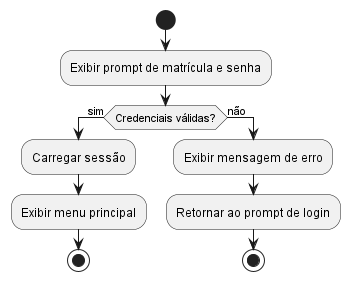 Exibir prompt de matrícula e senha
sim
Credenciais válidas?
não
Carregar sessão
Exibir mensagem de erro
Exibir menu principal
Retornar ao prompt de login